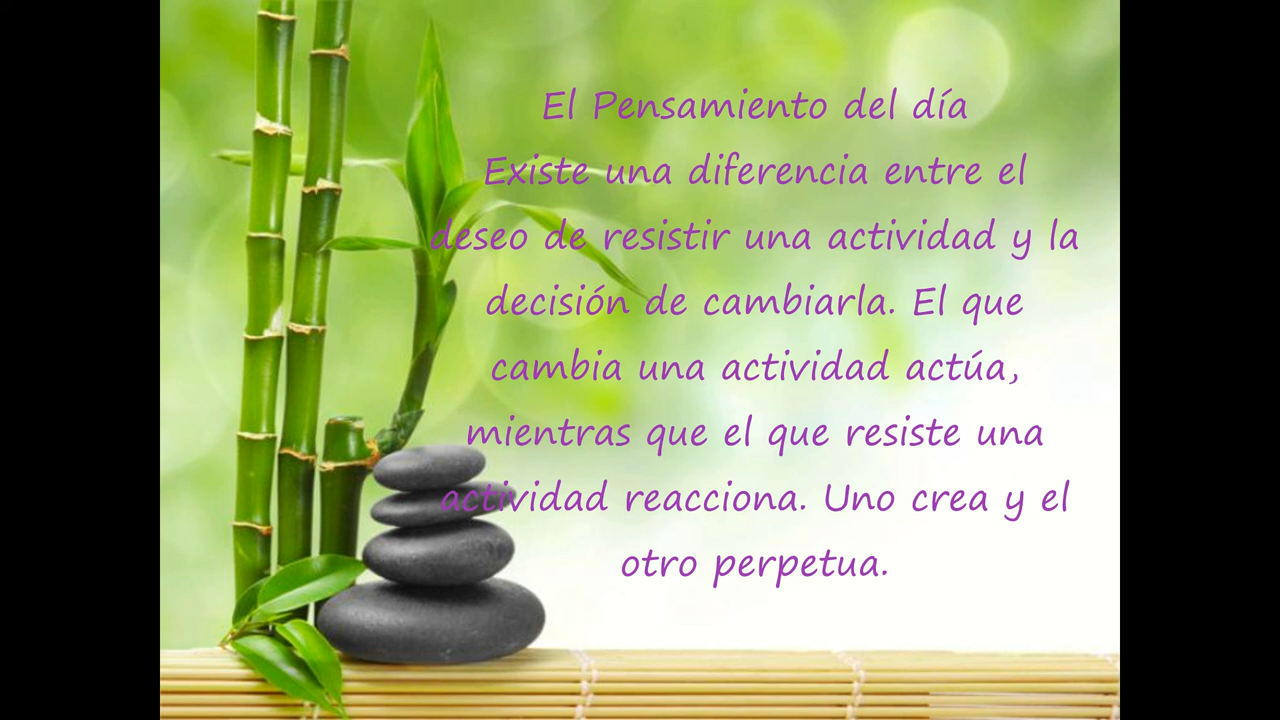 El Pensamiento del día
Existe una diferencia entre el
deseo de resistir una actividad y la
decisión de cambiarla. El que
cambia una actividad actúa,
mientras que el que resiste una
actividad reacciona. Uno crea y el
otro perpetua.